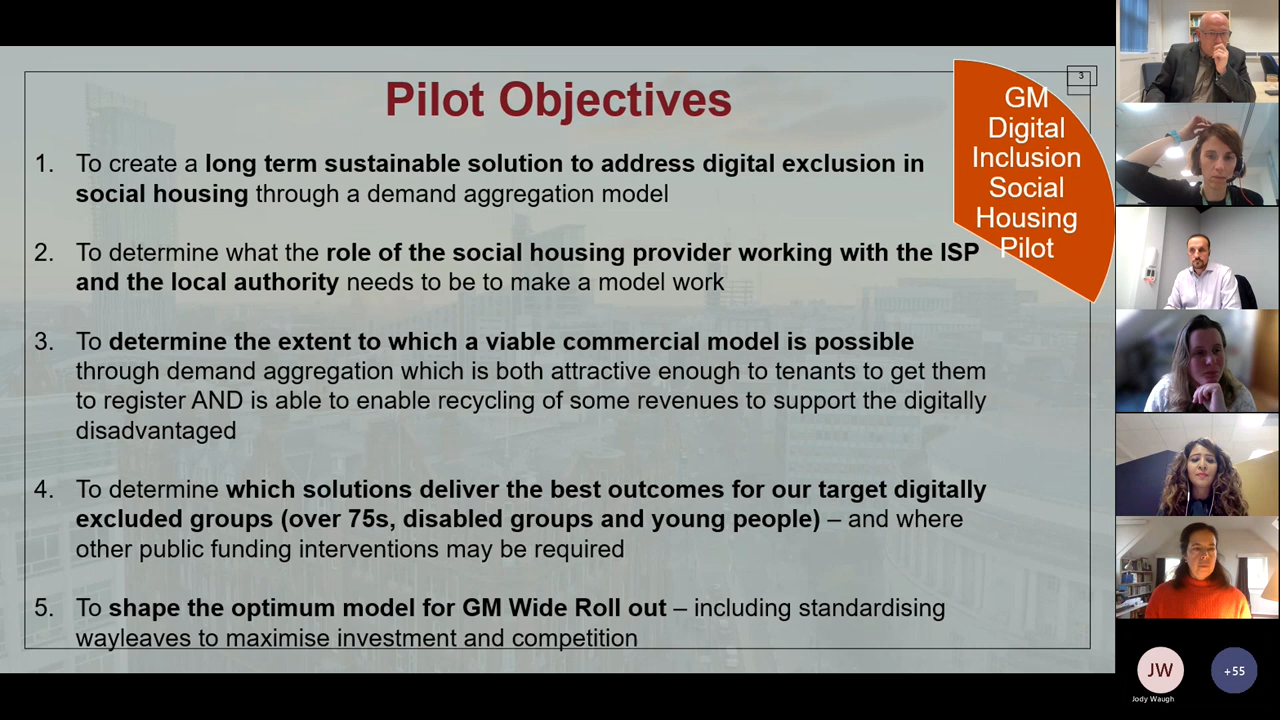 Pilot Objectives
3
GM
Digital
Inclusion
Social
Housing
Pilot
1. To create a long term sustainable solution to address digital exclusion in
social housing through a demand aggregation model
2. To determine what the role of the social housing provider working with the ISP
and the local authority needs to be to make a model work
3. To determine the extent to which a viable commercial model is possible
through demand aggregation which is both attractive enough to tenants to get them
to register AND is able to enable recycling of some revenues to support the digitally
disadvantaged
4. To determine which solutions deliver the best outcomes for our target digitally
excluded groups (over 75s, disabled groups and young people) – and where
other public funding interventions may be required
5. To shape the optimum model for GM Wide Roll out – including standardising
wayleaves to maximise investment and competition
JW
Jody Waugh
+55